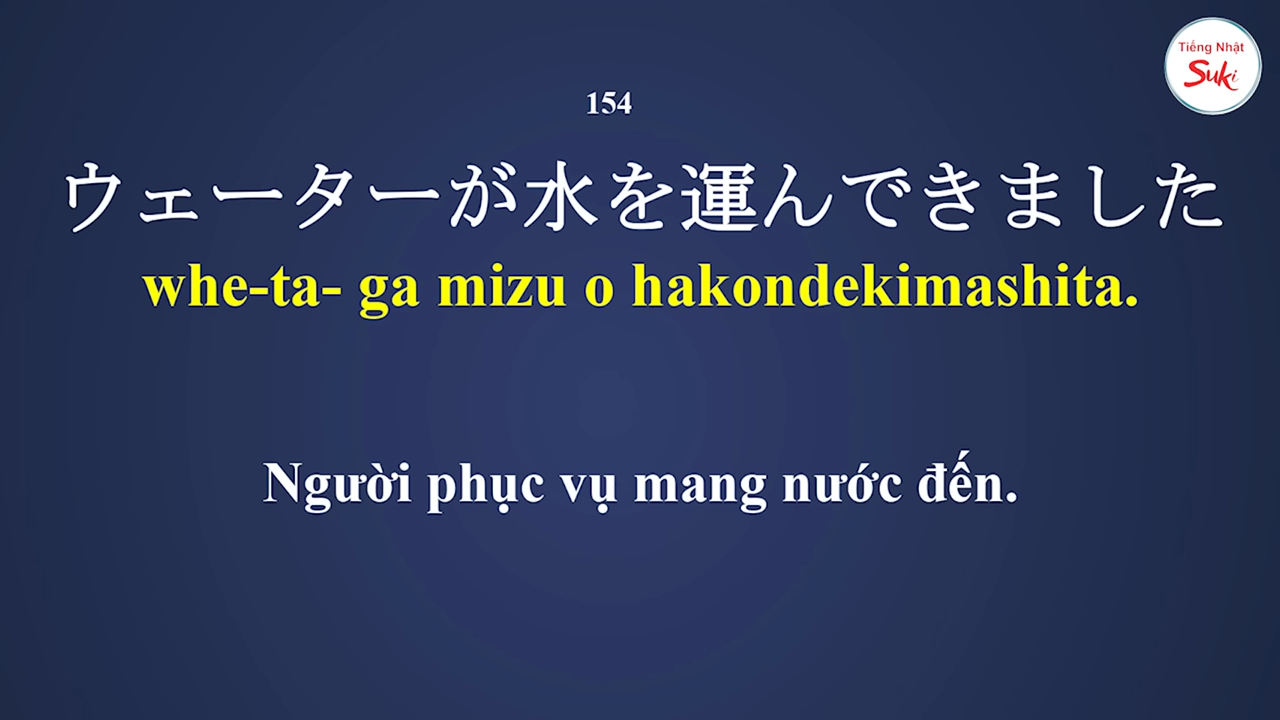 Tiếng Nhật
Suki
154
ウェーターが水を運んできました
whe-ta- ga mizu o hakondekimashita.
Người phục vụ mang nước đến.